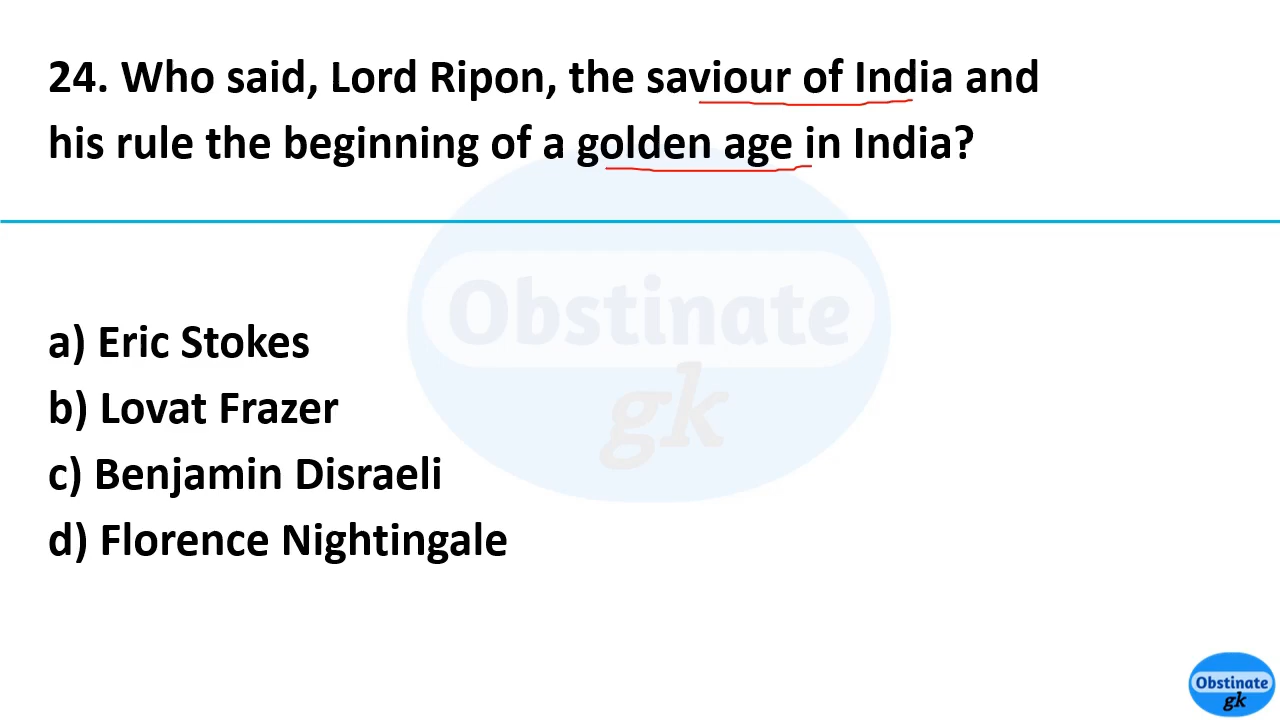 24. Who said, Lord Ripon, the saviour of India and
his rule the beginning of a golden age in India?
Obstinate
gk
a) Eric Stokes
b) Lovat Frazer
c) Benjamin Disraeli
d) Florence Nightingale
Obstinate
gk